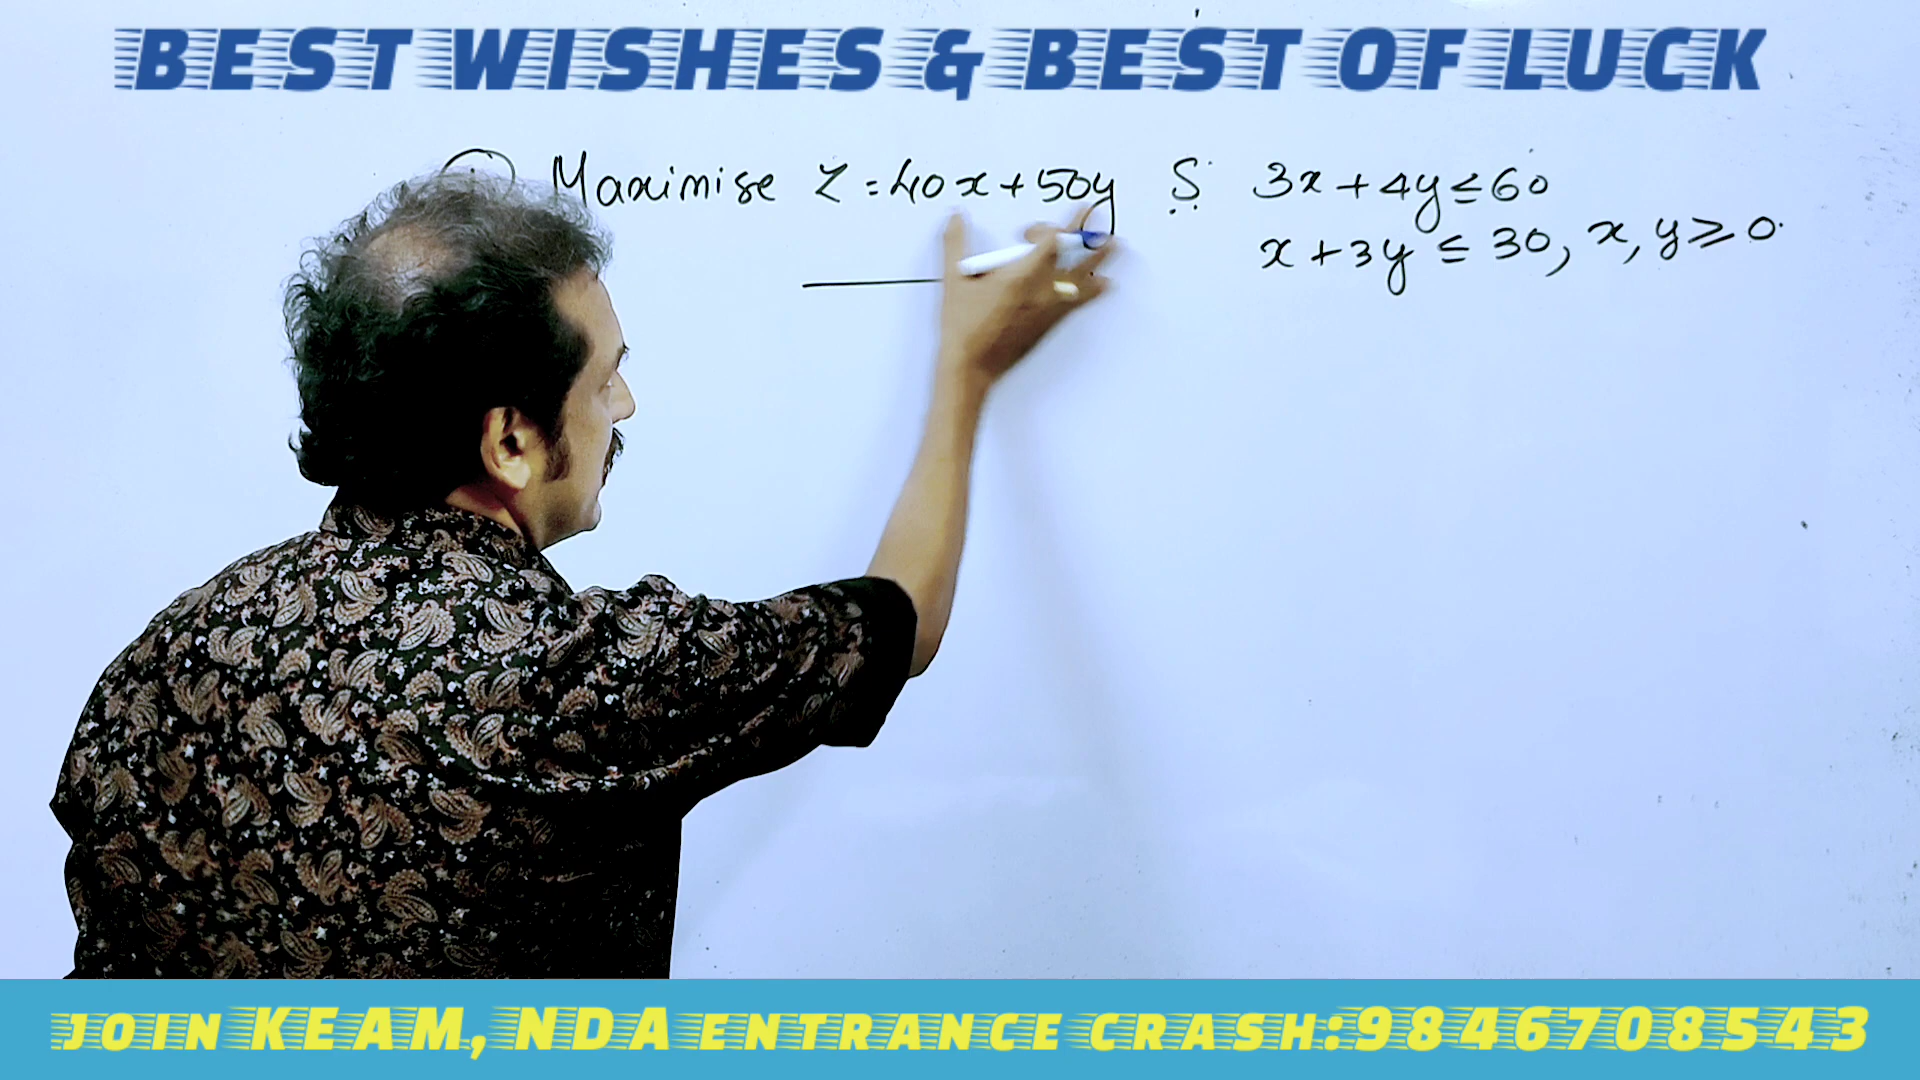 BEST WISHES & BEST OF LUCK
Maximise Z = 40x + 50y S 3x + 4y ≤ 60
x + 3y ≤ 30, x, y ≥ 0.
JOIN KEAM, NDA ENTRANCE CRASH:9846708543